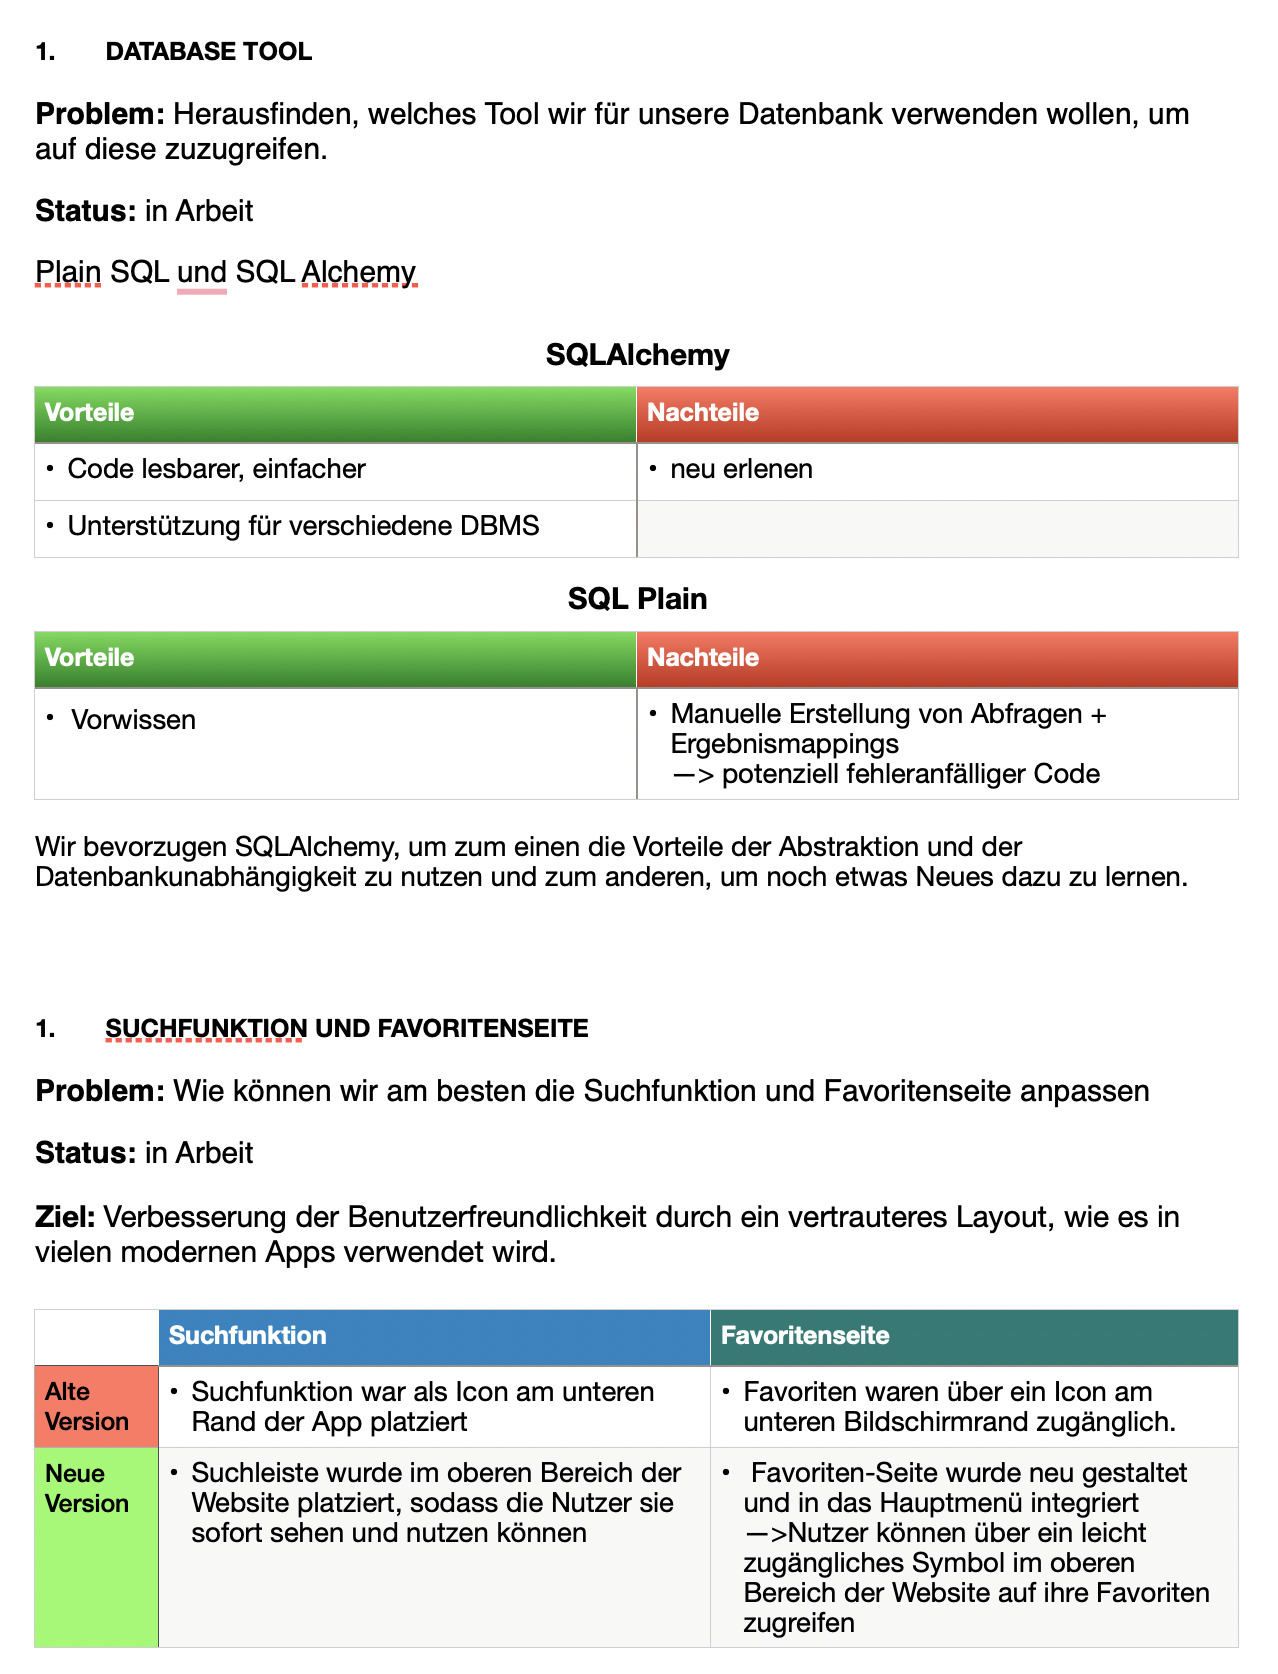 1. DATABASE TOOL
Problem: Herausfinden, welches Tool wir für unsere Datenbank verwenden wollen, um
auf diese zuzugreifen.
Status: in Arbeit
Plain SQL und SQL Alchemy
SQLAlchemy
Vorteile Nachteile
• Code lesbarer, einfacher • neu erlenen
• Unterstützung für verschiedene DBMS
SQL Plain
Vorteile Nachteile
• Vorwissen
• Manuelle Erstellung von Abfragen +
Ergebnismappings
—> potenziell fehleranfälliger Code
Wir bevorzugen SQLAlchemy, um zum einen die Vorteile der Abstraktion und der
Datenbankunabhängigkeit zu nutzen und zum anderen, um noch etwas Neues dazu zu lernen.
1. SUCHFUNKTION UND FAVORITENSEITE
Problem: Wie können wir am besten die Suchfunktion und Favoritenseite anpassen
Status: in Arbeit
Ziel: Verbesserung der Benutzerfreundlichkeit durch ein vertrauteres Layout, wie es in
vielen modernen Apps verwendet wird.
Suchfunktion Favoritenseite
Alte
Version
• Suchfunktion war als Icon am unteren
Rand der App platziert
• Favoriten waren über ein Icon am
unteren Bildschirmrand zugänglich.
Neue
Version
• Suchleiste wurde im oberen Bereich der
Website platziert, sodass die Nutzer sie
sofort sehen und nutzen können
• Favoriten-Seite wurde neu gestaltet
und in das Hauptmenü integriert
—>Nutzer können über ein leicht
zugängliches Symbol im oberen
Bereich der Website auf ihre Favoriten
zugreifen